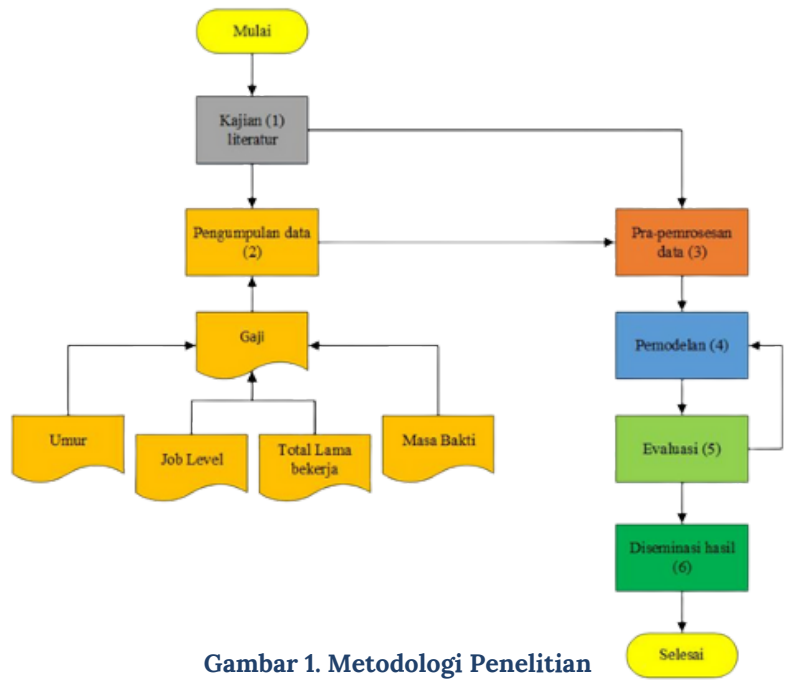 Mulai
Kajian (1)
literatur
Pengumpulan data
(2)
Pra-pemrosesan
data (3)
Gaji
Pemodelan (4)
Umur
Job Level
Total Lama
bekerja
Masa Bakti
Evaluasi (5)
Diseminasi hasil
(6)
Selesai
Gambar 1. Metodologi Penelitian